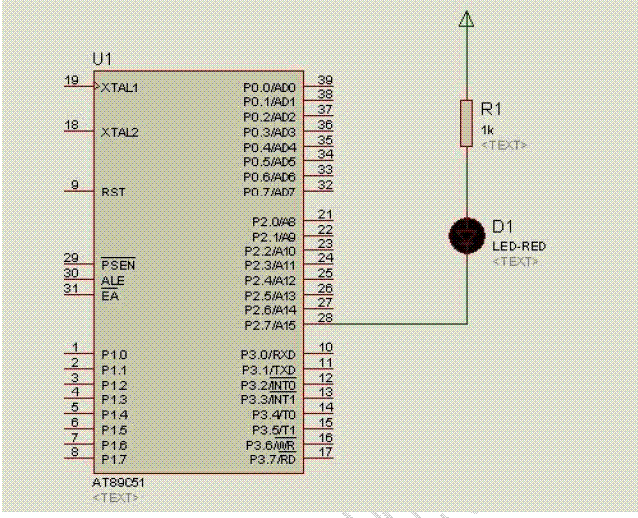 U1
19 XTAL1
18 XTAL2
9 RST
29 PSEN
30 ALE
31 EA
1 P1.0
2 P1.1
3 P1.2
4 P1.3
5 P1.4
6 P1.5
7 P1.6
8 P1.7
P0.0/AD0 39
P0.1/AD1 38
P0.2/AD2 37
P0.3/AD3 36
P0.4/AD4 35
P0.5/AD5 34
P0.6/AD6 33
P0.7/AD7 32
P2.0/A8 21
P2.1/A9 22
P2.2/A10 23
P2.3/A11 24
P2.4/A12 25
P2.5/A13 26
P2.6/A14 27
P2.7/A15 28
P3.0/RXD 10
P3.1/TXD 11
P3.2/INT0 12
P3.3/INT1 13
P3.4/T0 14
P3.5/T1 15
P3.6/WR 16
P3.7/RD 17
AT89C51
<TEXT>
R1
1k
<TEXT>
D1
LED-RED
<TEXT>